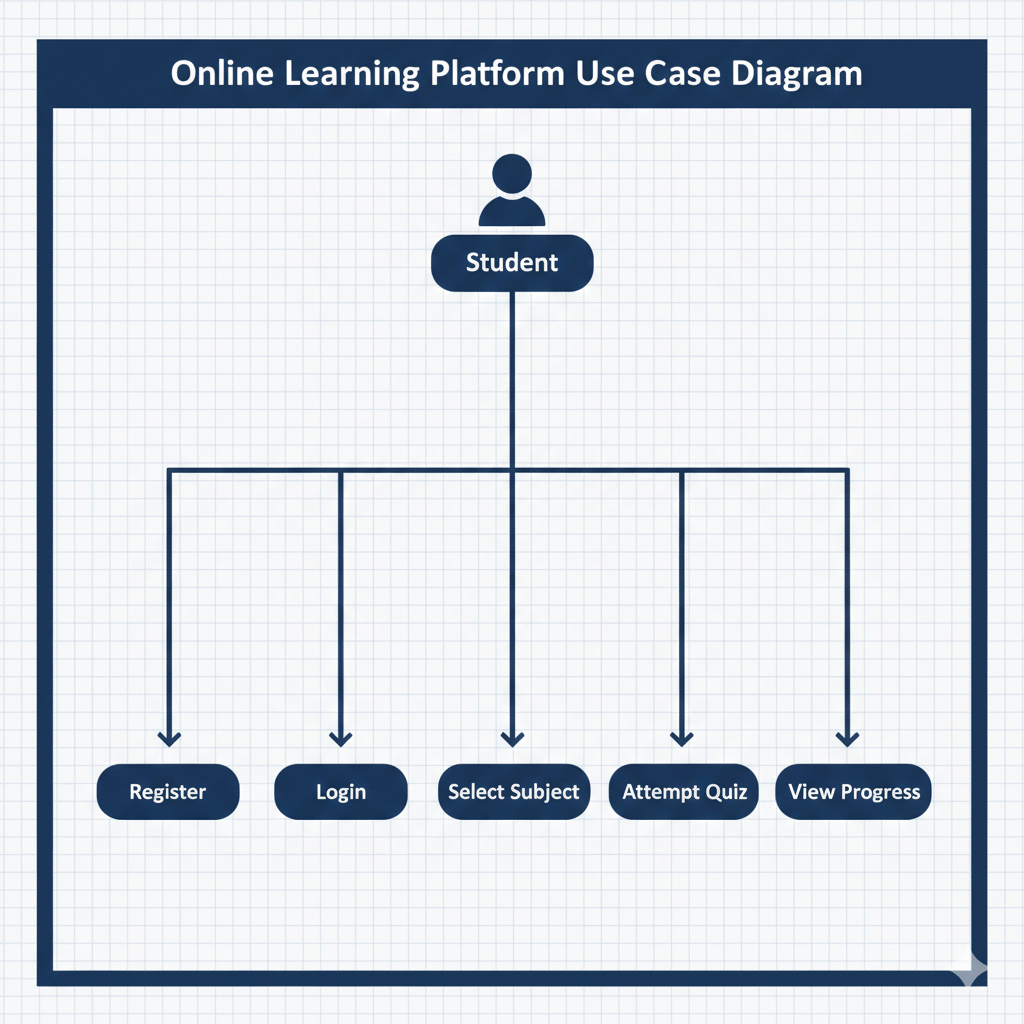 Online Learning Platform Use Case Diagram
Student
Register
Login
Select Subject
Attempt Quiz
View Progress